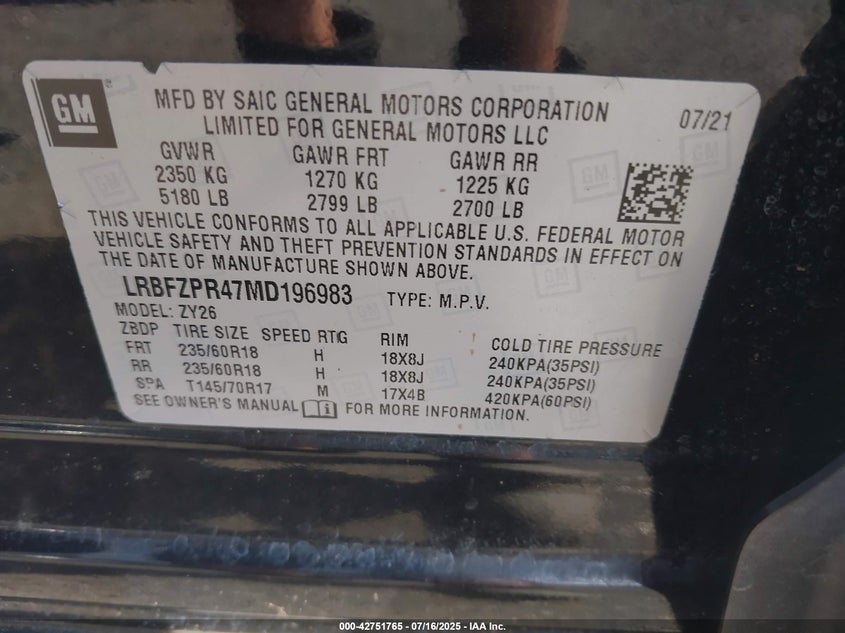 GM
MFD BY SAIC GENERAL MOTORS CORPORATION
LIMITED FOR GENERAL MOTORS LLC
07/21
GVWR GAWR FRT GAWR RR
2350 KG 1270 KG 1225 KG
5180 LB 2799 LB 2700 LB
THIS VEHICLE CONFORMS TO ALL APPLICABLE U.S. FEDERAL MOTOR
VEHICLE SAFETY AND THEFT PREVENTION STANDARDS IN EFFECT ON
THE DATE OF MANUFACTURE SHOWN ABOVE.
LRBFZPR47MD196983 TYPE: M.P.V.
MODEL: ZY26
ZBDP TIRE SIZE SPEED RTG RIM COLD TIRE PRESSURE
FRT 235/60R18 H 18X8J 240KPA(35PSI)
RR 235/60R18 H 18X8J 240KPA(35PSI)
SPA T145/70R17 M 17X4B 420KPA(60PSI)
SEE OWNER'S MANUAL FOR MORE INFORMATION.
000-42751765 - 07/16/2025 - IAA Inc.